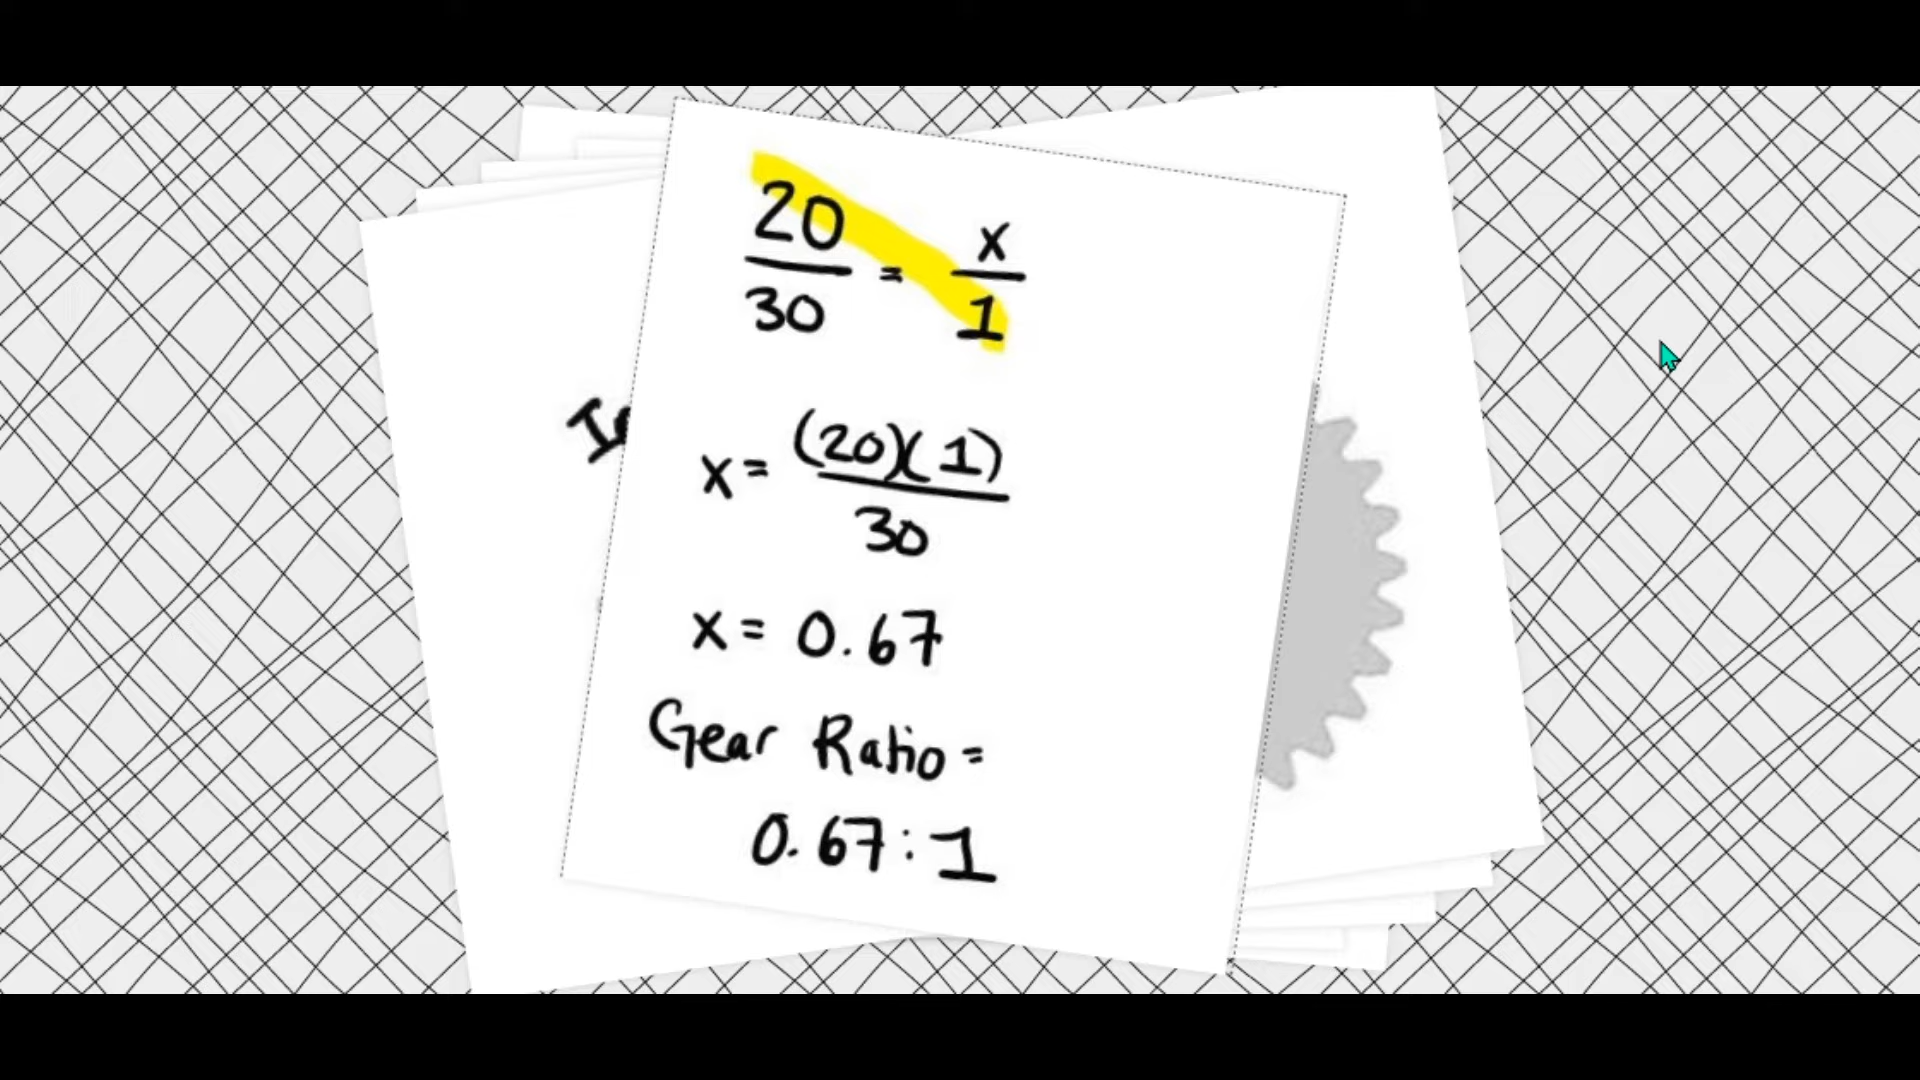 20/30 = x/1
x = (20)(1)/30
x = 0.67
Gear Ratio =
0.67:1